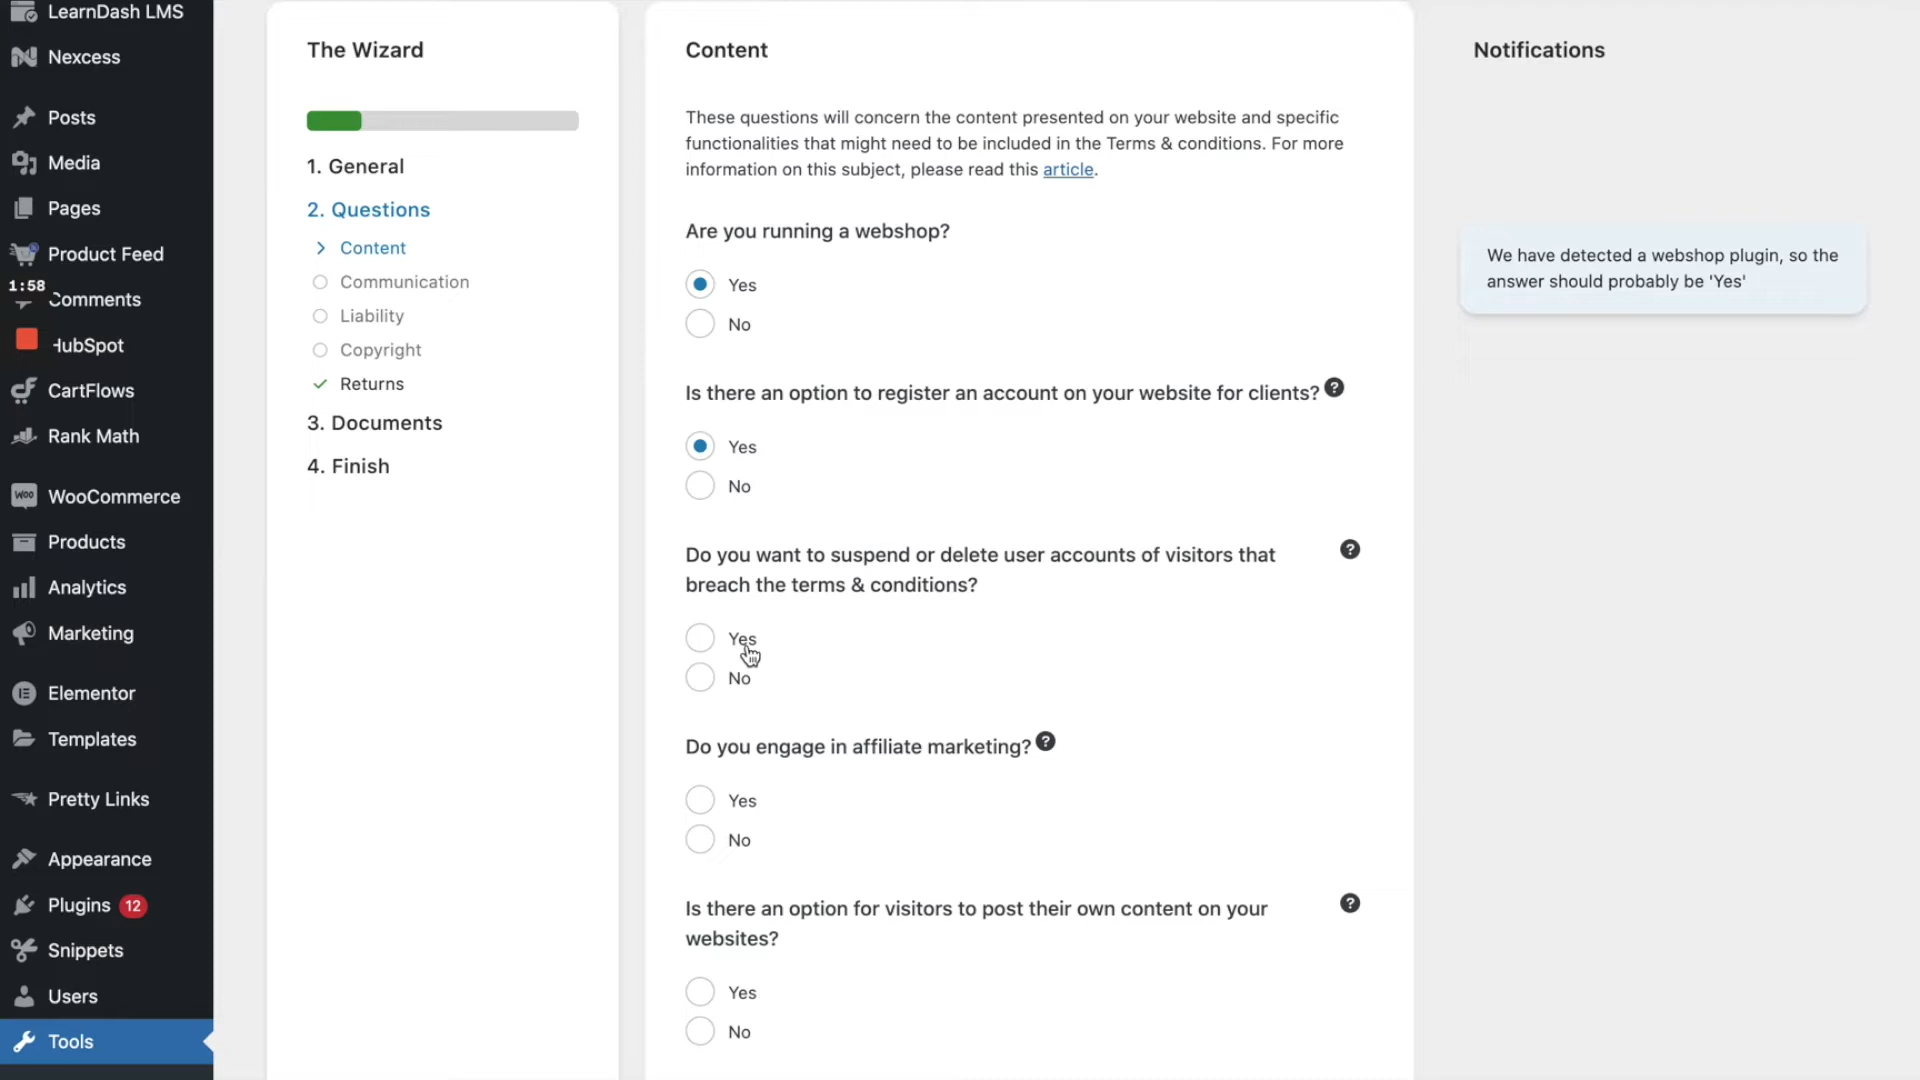 LearnDash LMS
Nexcess
Posts
Media
Pages
Product Feed
1:58
Comments
HubSpot
CartFlows
Rank Math
WOO
WooCommerce
Products
Analytics
Marketing
Elementor
Templates
Pretty Links
Appearance
Plugins 12
Snippets
Users
Tools
The Wizard
1. General
2. Questions
Content
Communication
Liability
Copyright
Returns
3. Documents
4. Finish
Content
These questions will concern the content presented on your website and specific
functionalities that might need to be included in the Terms & conditions. For more
information on this subject, please read this article.
Are you running a webshop?
Yes
No
Is there an option to register an account on your website for clients? ?
Yes
No
Do you want to suspend or delete user accounts of visitors that ?
breach the terms & conditions?
Yes
No
Do you engage in affiliate marketing? ?
Yes
No
Is there an option for visitors to post their own content on your ?
websites?
Yes
No
Notifications
We have detected a webshop plugin, so the
answer should probably be 'Yes'